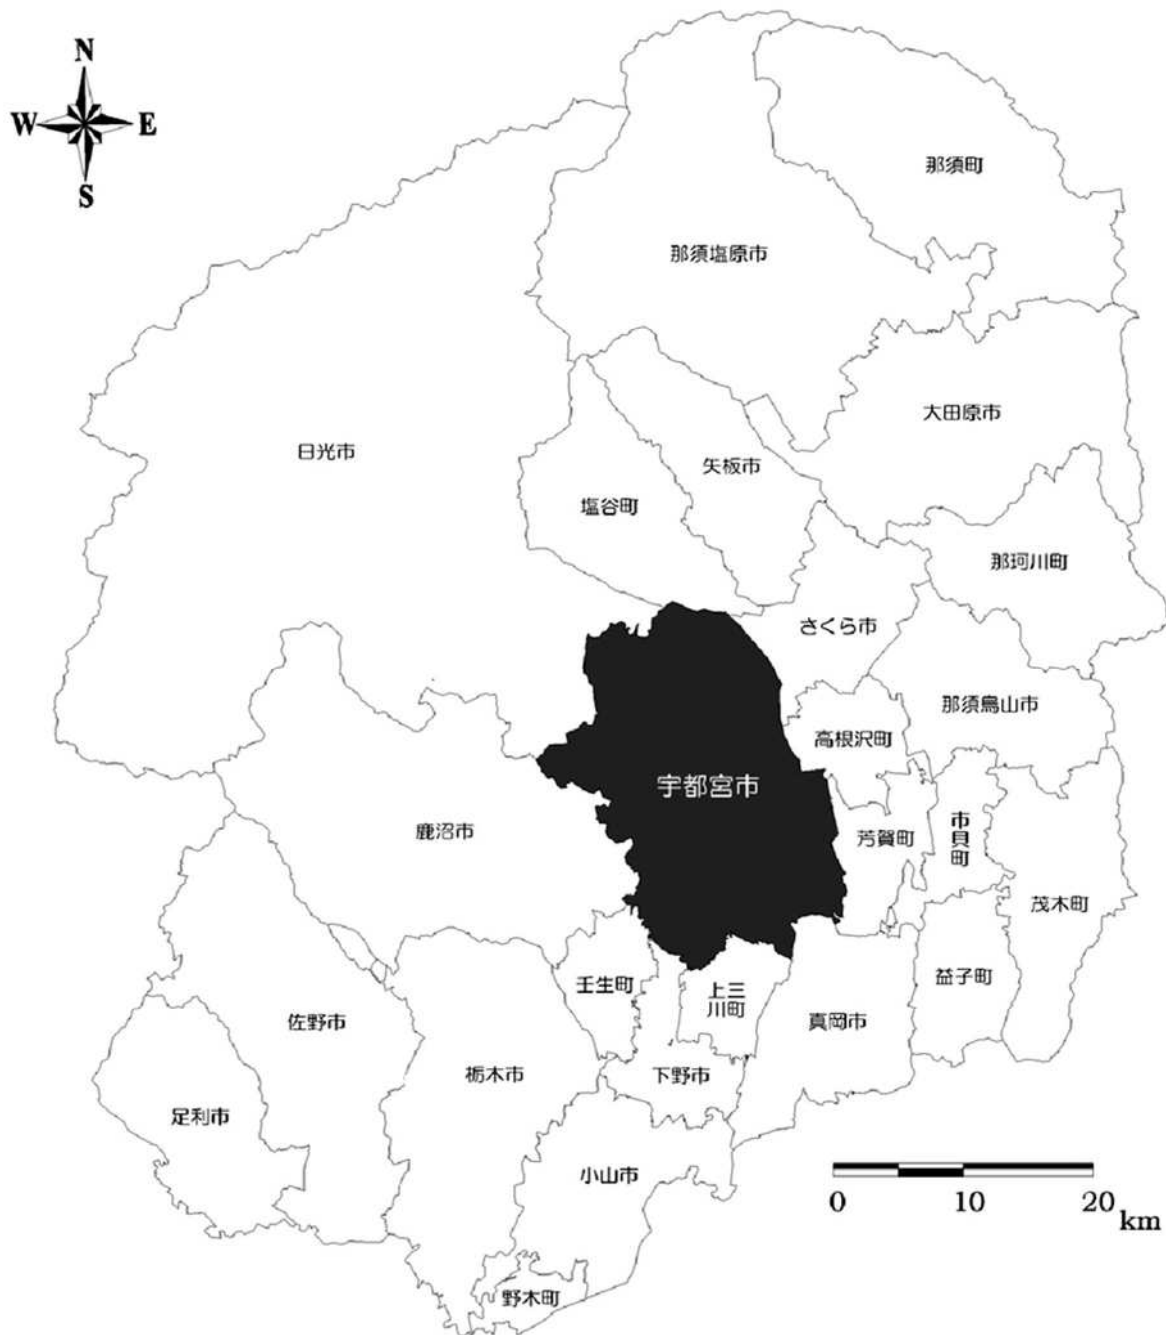 N
W E
S
那須町
那須塩原市
大田原市
日光市
矢板市
塩谷町
那珂川町
さくら市
那須烏山市
高根沢町
宇都宮市
鹿沼市
芳賀町
市貝町
茂木町
益子町
壬生町
上三川町
佐野市
真岡市
栃木市
下野市
足利市
小山市
野木町
0 10 20
km